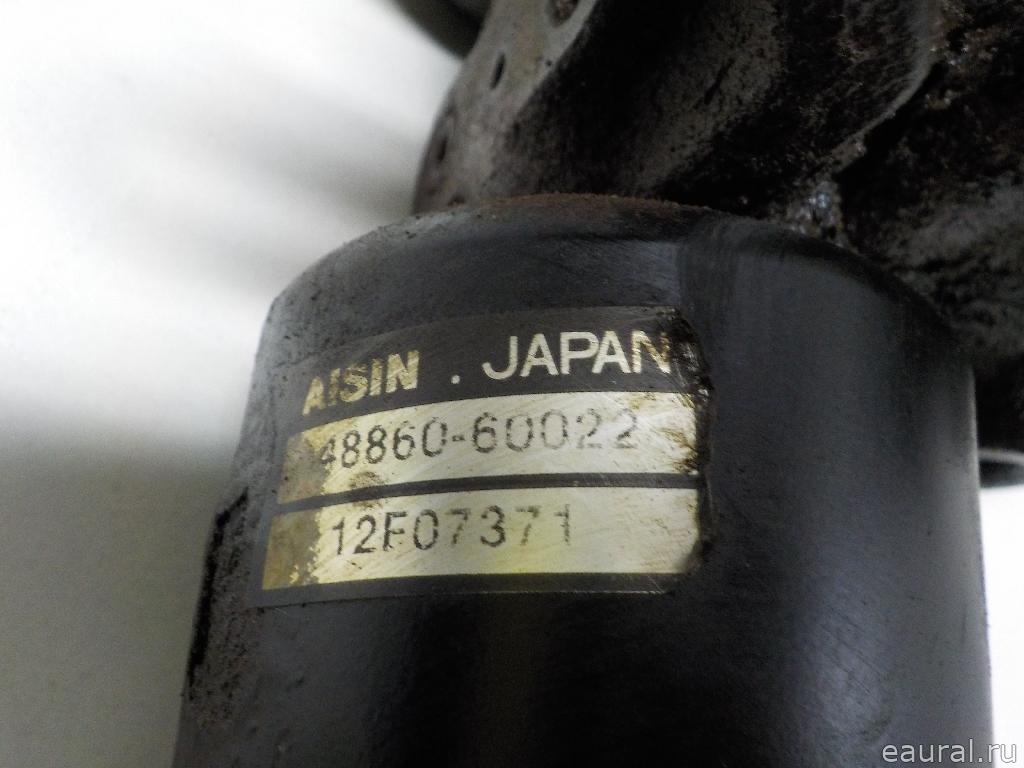 AISIN . JAPAN
48860-60022
12F07371
eaural.ru